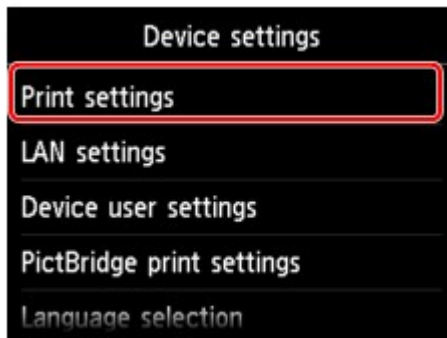 Device settings
Print settings
LAN settings
Device user settings
PictBridge print settings
Language selection